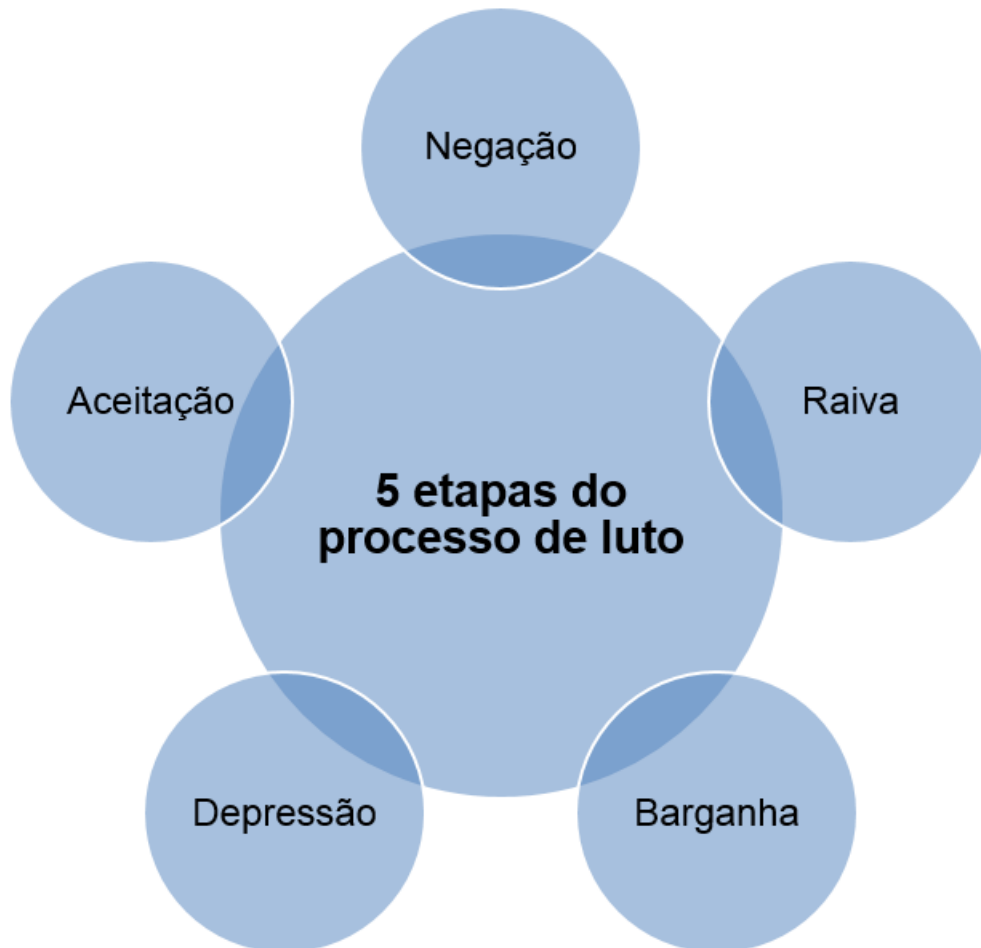 Negação
Aceitação
Raiva
5 etapas do
processo de luto
Depressão
Barganha